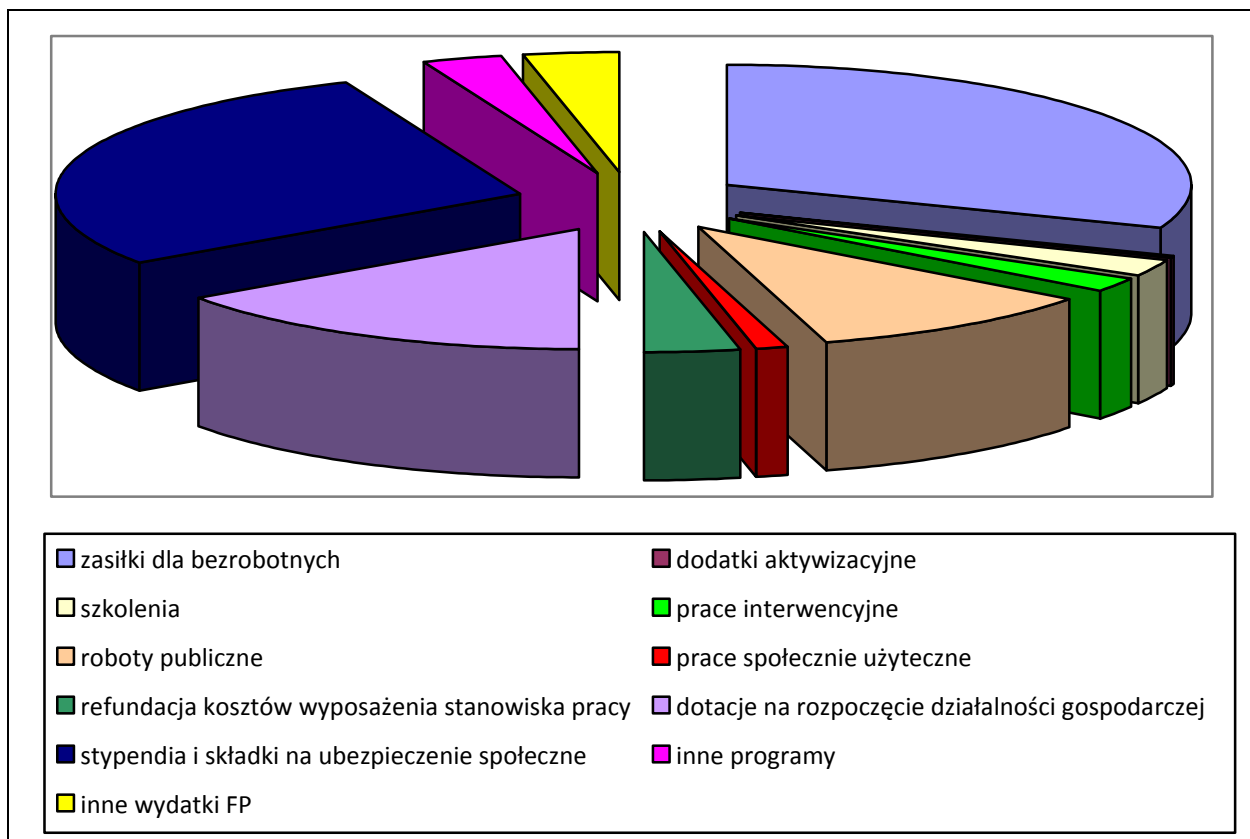 zasiłki dla bezrobotnych
dodatki aktywizacyjne
szkolenia
prace interwencyjne
roboty publiczne
prace społecznie użyteczne
refundacja kosztów wyposażenia stanowiska pracy
dotacje na rozpoczęcie działalności gospodarczej
stypendia i składki na ubezpieczenie społeczne
inne programy
inne wydatki FP